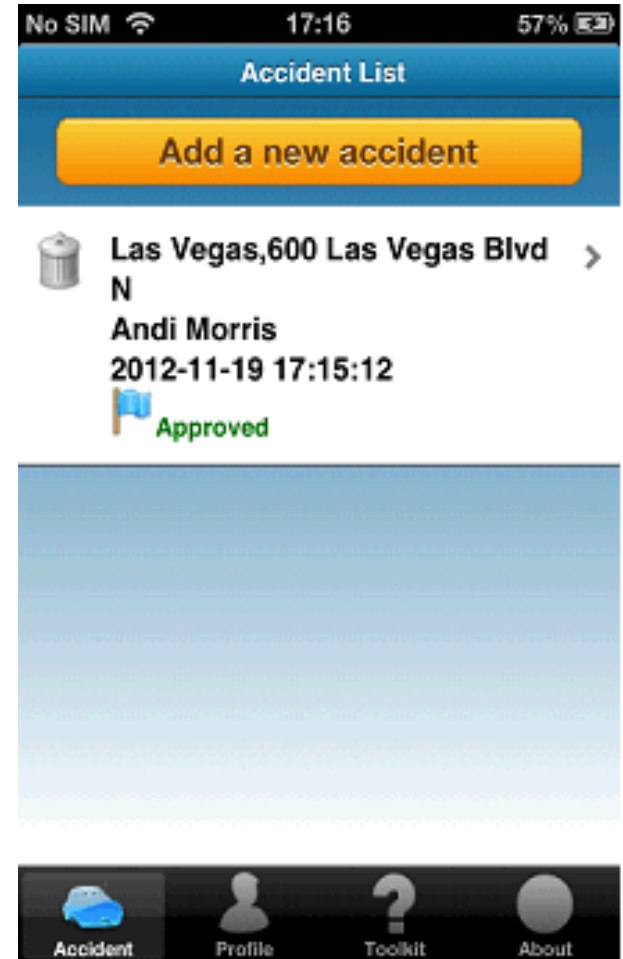 No SIM 17:16 57%
Accident List
Add a new accident
Las Vegas,600 Las Vegas Blvd
N
Andi Morris
2012-11-19 17:15:12
Approved
Accident Profile Toolkit About